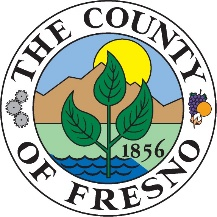 THE COUNTY
OF FRESNO
1856